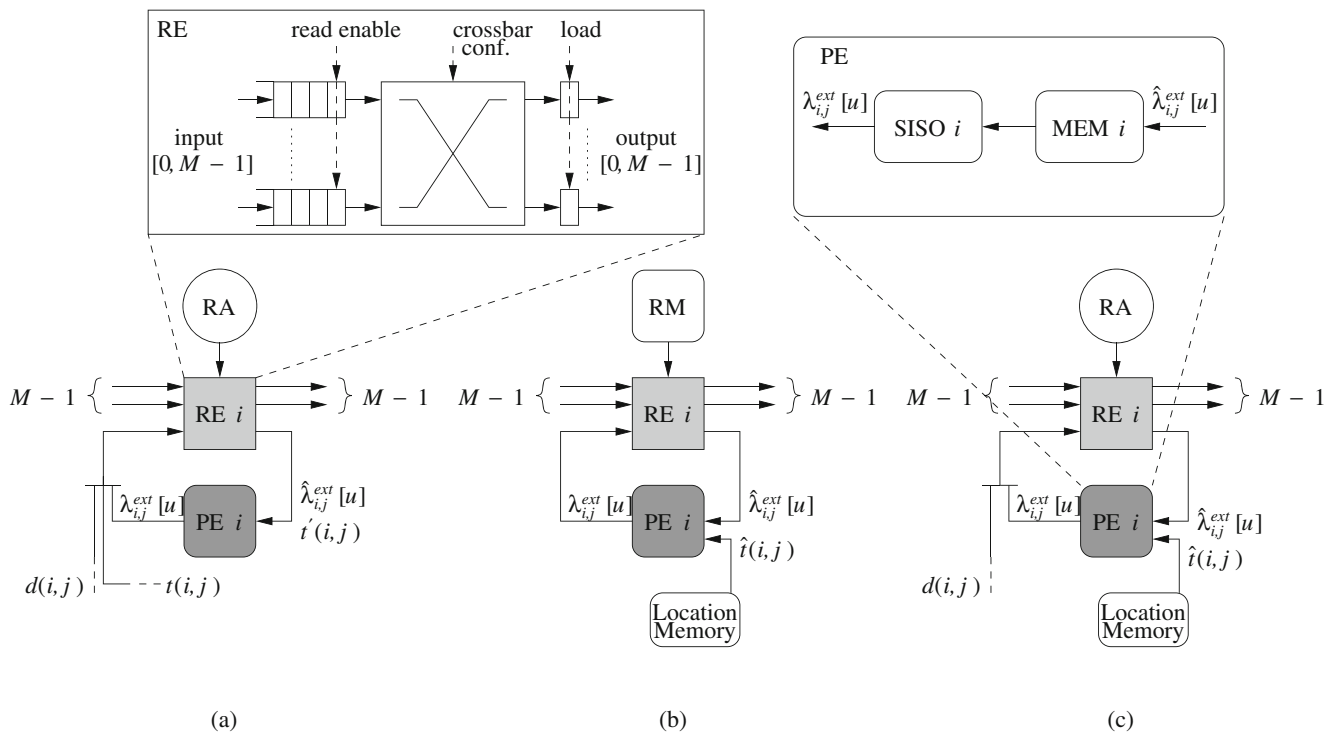 RE
read enable
crossbar
conf.
load
input
[0, M − 1]
output
[0, M − 1]
PE
λ^{ext}_{i,j}[u]
SISO i
MEM i
λ̂^{ext}_{i,j}[u]
RA
M − 1
RE i
M − 1
λ^{ext}_{i,j}[u]
PE i
λ̂^{ext}_{i,j}[u]
t′(i, j)
d(i, j)
t(i, j)
(a)
RM
M − 1
RE i
M − 1
λ^{ext}_{i,j}[u]
PE i
λ̂^{ext}_{i,j}[u]
t̂(i, j)
Location
Memory
(b)
RA
M − 1
RE i
M − 1
λ^{ext}_{i,j}[u]
PE i
λ̂^{ext}_{i,j}[u]
t̂(i, j)
d(i, j)
Location
Memory
(c)